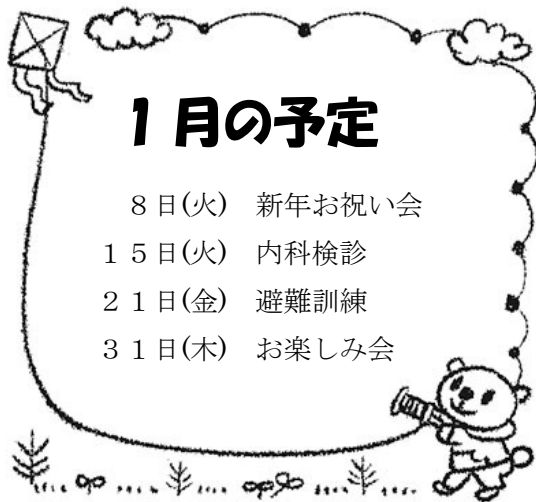 １月の予定
８日(火)　新年お祝い会
１５日(火)　内科検診
２１日(金)　避難訓練
３１日(木)　お楽しみ会